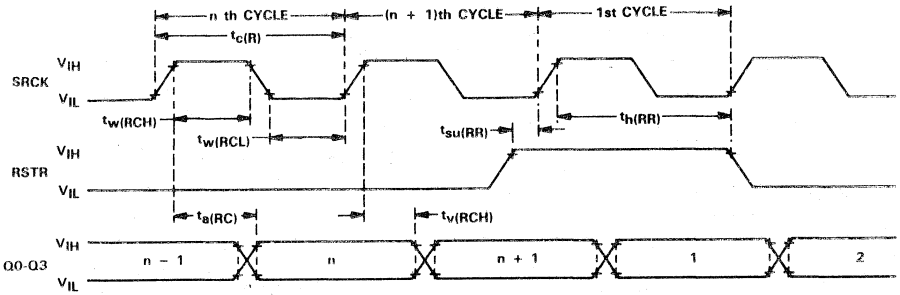 n th CYCLE
(n + 1)th CYCLE
1st CYCLE
tc(R)
VIH
SRCK
VIL
tw(RCH)
tw(RCL)
tsu(RR)
th(RR)
VIH
RSTR
VIL
ta(RC)
tv(RCH)
VIH
Q0-Q3
n - 1
n
n + 1
1
2
VIL